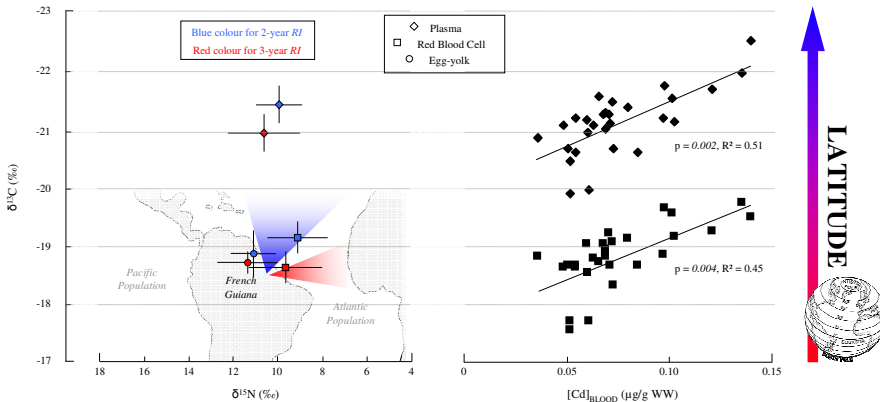 -23
-22
-21
-20
-19
-18
-17
δ¹³C (‰)
Blue colour for 2-year RI
Red colour for 3-year RI
Plasma
Red Blood Cell
Egg-yolk
Pacific
Population
French
Guiana
Atlantic
Population
18
16
14
12
10
8
6
4
δ¹⁵N (‰)
p = 0.002, R² = 0.51
p = 0.004, R² = 0.45
0
0.05
0.1
0.15
[Cd]BLOOD (µg/g WW)
LATITUDE